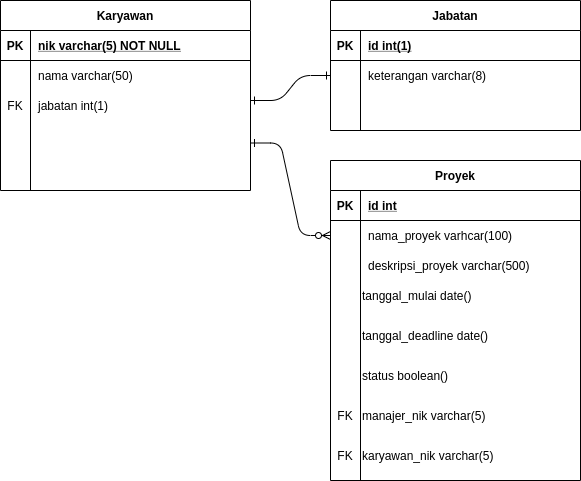 Karyawan
PK nik varchar(5) NOT NULL
nama varchar(50)
FK jabatan int(1)
Jabatan
PK id int(1)
keterangan varchar(8)
Proyek
PK id int
nama_proyek varhcar(100)
deskripsi_proyek varchar(500)
tanggal_mulai date()
tanggal_deadline date()
status boolean()
FK manajer_nik varchar(5)
FK karyawan_nik varchar(5)